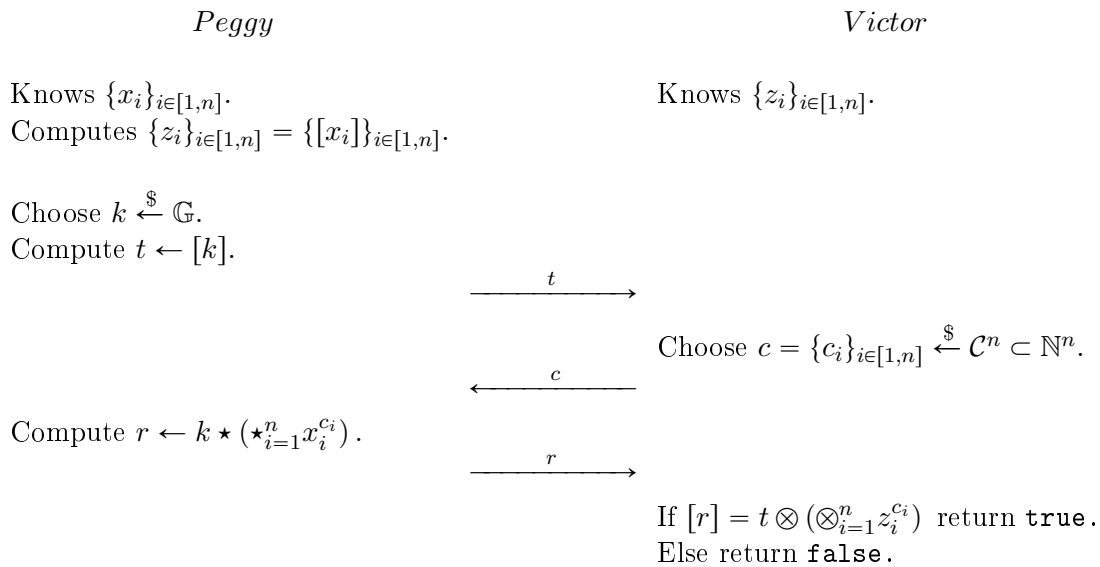 Peggy Victor
Knows {x_i}_{i∈[1,n]}. Knows {z_i}_{i∈[1,n]}.
Computes {z_i}_{i∈[1,n]} = {[x_i]}_{i∈[1,n]}.
Choose k $← 𝔾.
Compute t ← [k].
t
Choose c = {c_i}_{i∈[1,n]} $← 𝒞^n ⊂ ℕ^n.
c
Compute r ← k ⋆ (⋆_{i=1}^n x_i^{c_i}).
r
If [r] = t ⊗ (⊗_{i=1}^n z_i^{c_i}) return true.
Else return false.